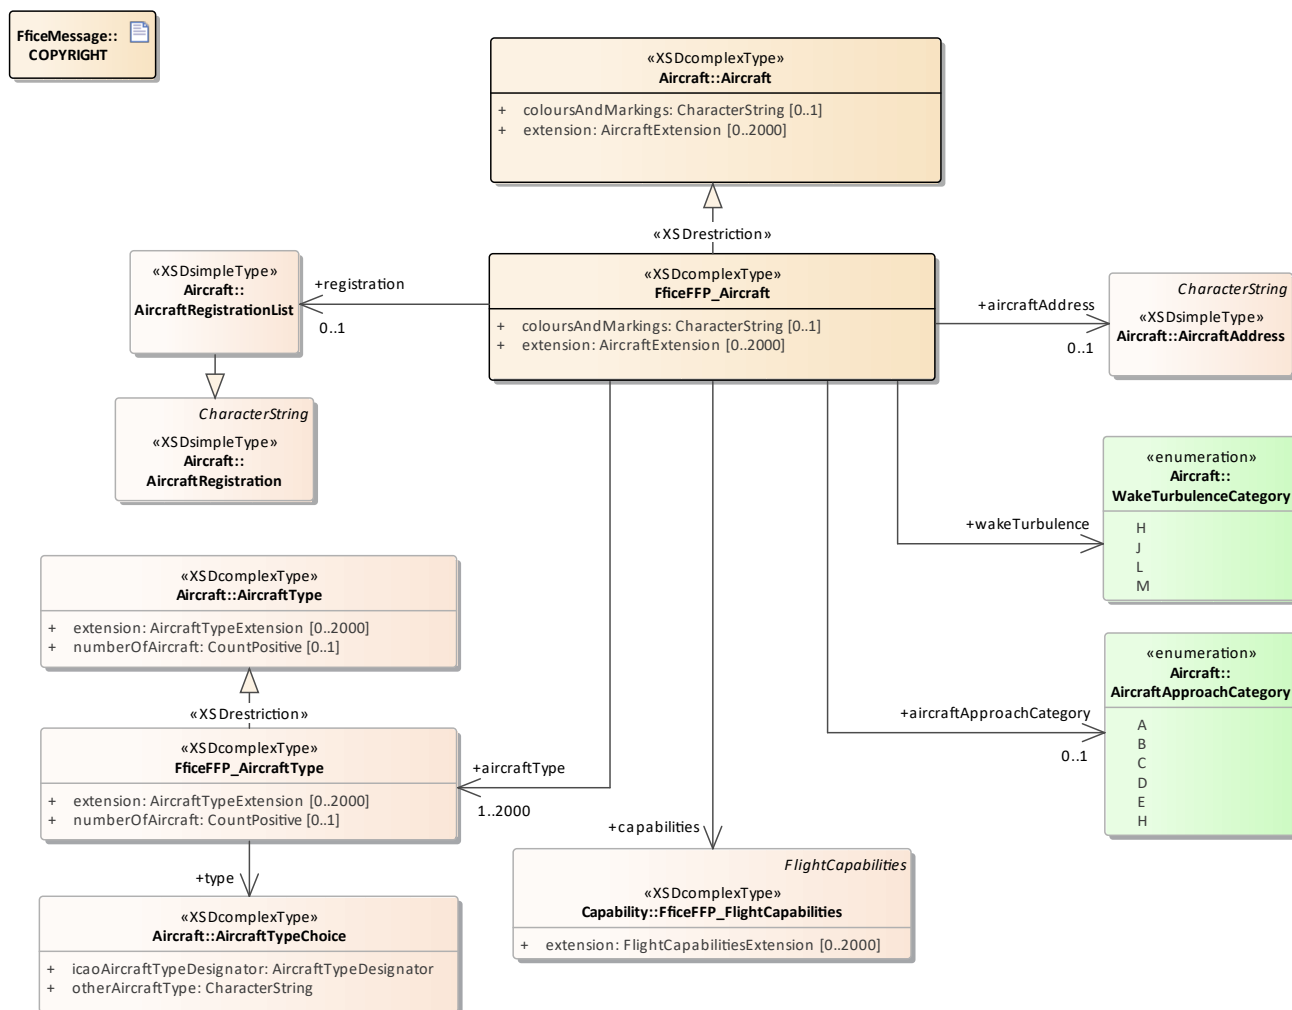 FficeMessage::
COPYRIGHT
«XSDcomplexType»
Aircraft::Aircraft
+ coloursAndMarkings: CharacterString [0..1]
+ extension: AircraftExtension [0..2000]
«XSDrestriction»
«XSDsimpleType»
Aircraft::
AircraftRegistrationList
+registration
0..1
«XSDcomplexType»
FficeFFP_Aircraft
+ coloursAndMarkings: CharacterString [0..1]
+ extension: AircraftExtension [0..2000]
+aircraftAddress
0..1
CharacterString
«XSDsimpleType»
Aircraft::AircraftAddress
CharacterString
«XSDsimpleType»
Aircraft::
AircraftRegistration
«enumeration»
Aircraft::
WakeTurbulenceCategory
H
J
L
M
+wakeTurbulence
«XSDcomplexType»
Aircraft::AircraftType
+ extension: AircraftTypeExtension [0..2000]
+ numberOfAircraft: CountPositive [0..1]
«XSDrestriction»
«enumeration»
Aircraft::
AircraftApproachCategory
A
B
C
D
E
H
+aircraftApproachCategory
0..1
«XSDcomplexType»
FficeFFP_AircraftType
+ extension: AircraftTypeExtension [0..2000]
+ numberOfAircraft: CountPositive [0..1]
+aircraftType
1..2000
+capabilities
FlightCapabilities
«XSDcomplexType»
Capability::FficeFFP_FlightCapabilities
+ extension: FlightCapabilitiesExtension [0..2000]
+type
«XSDcomplexType»
Aircraft::AircraftTypeChoice
+ icaoAircraftTypeDesignator: AircraftTypeDesignator
+ otherAircraftType: CharacterString